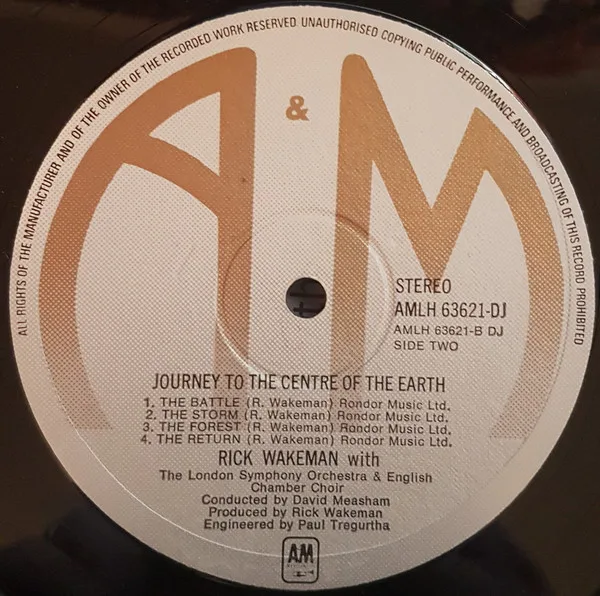 ALL RIGHTS OF THE MANUFACTURER AND OF THE OWNER OF THE RECORDED WORK RESERVED UNAUTHORISED COPYING PUBLIC PERFORMANCE AND BROADCASTING OF THIS RECORD PROHIBITED
A & M
STEREO
AMLH 63621-DJ
AMLH 63621-B DJ
SIDE TWO
JOURNEY TO THE CENTRE OF THE EARTH
1. THE BATTLE (R. Wakeman) Rondor Music Ltd.
2. THE STORM (R. Wakeman) Rondor Music Ltd.
3. THE FOREST (R. Wakeman) Rondor Music Ltd.
4. THE RETURN (R. Wakeman) Rondor Music Ltd.
RICK WAKEMAN with
The London Symphony Orchestra & English
Chamber Choir
Conducted by David Measham
Produced by Rick Wakeman
Engineered by Paul Tregurtha
AM